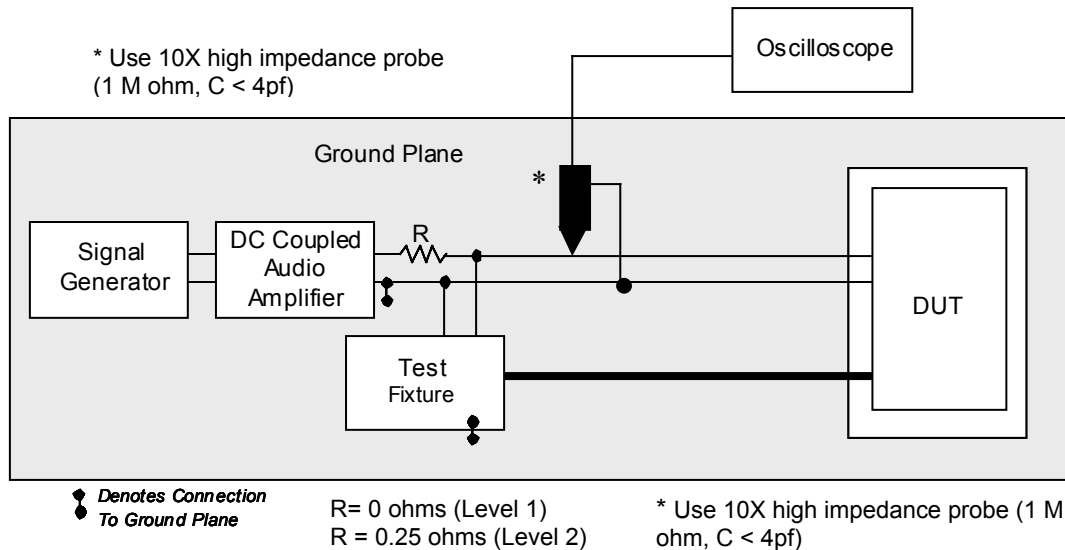 * Use 10X high impedance probe
(1 M ohm, C < 4pf)
Oscilloscope
Ground Plane
*
Signal
Generator
DC Coupled
Audio
Amplifier
R
DUT
Test
Fixture
Denotes Connection
To Ground Plane
R= 0 ohms (Level 1)
R = 0.25 ohms (Level 2)
* Use 10X high impedance probe (1 M
ohm, C < 4pf)